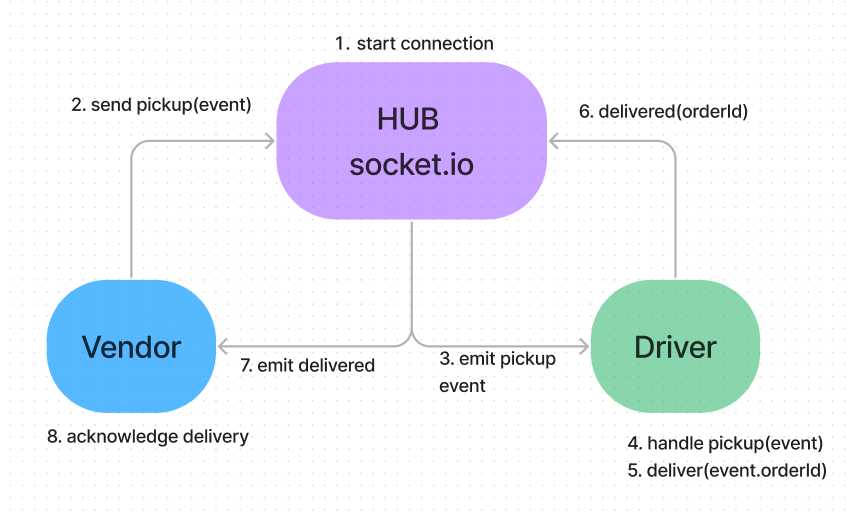 1. start connection
HUB
socket.io
2. send pickup(event)
6. delivered(orderId)
Vendor
Driver
7. emit delivered
3. emit pickup
event
8. acknowledge delivery
4. handle pickup(event)
5. deliver(event.orderId)